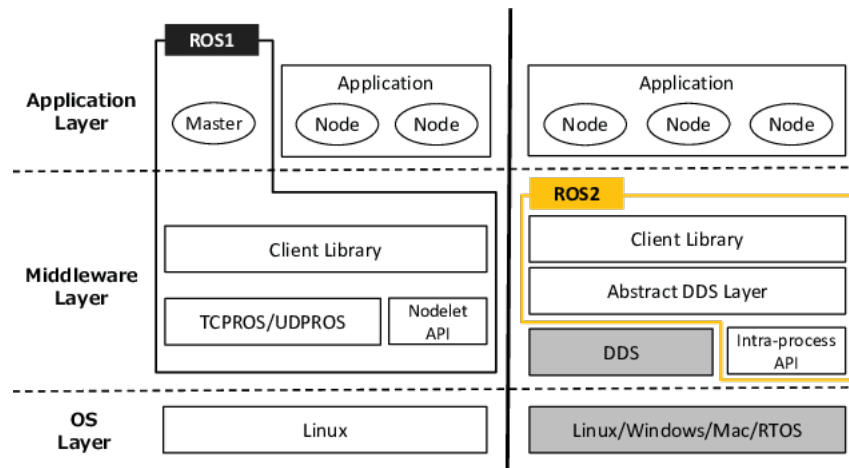 ROS1
Application
Layer
Master
Application
Node
Node
Application
Node
Node
Node
Middleware
Layer
Client Library
TCPROS/UDPROS
Nodelet
API
ROS2
Client Library
Abstract DDS Layer
DDS
Intra-process
API
OS
Layer
Linux
Linux/Windows/Mac/RTOS